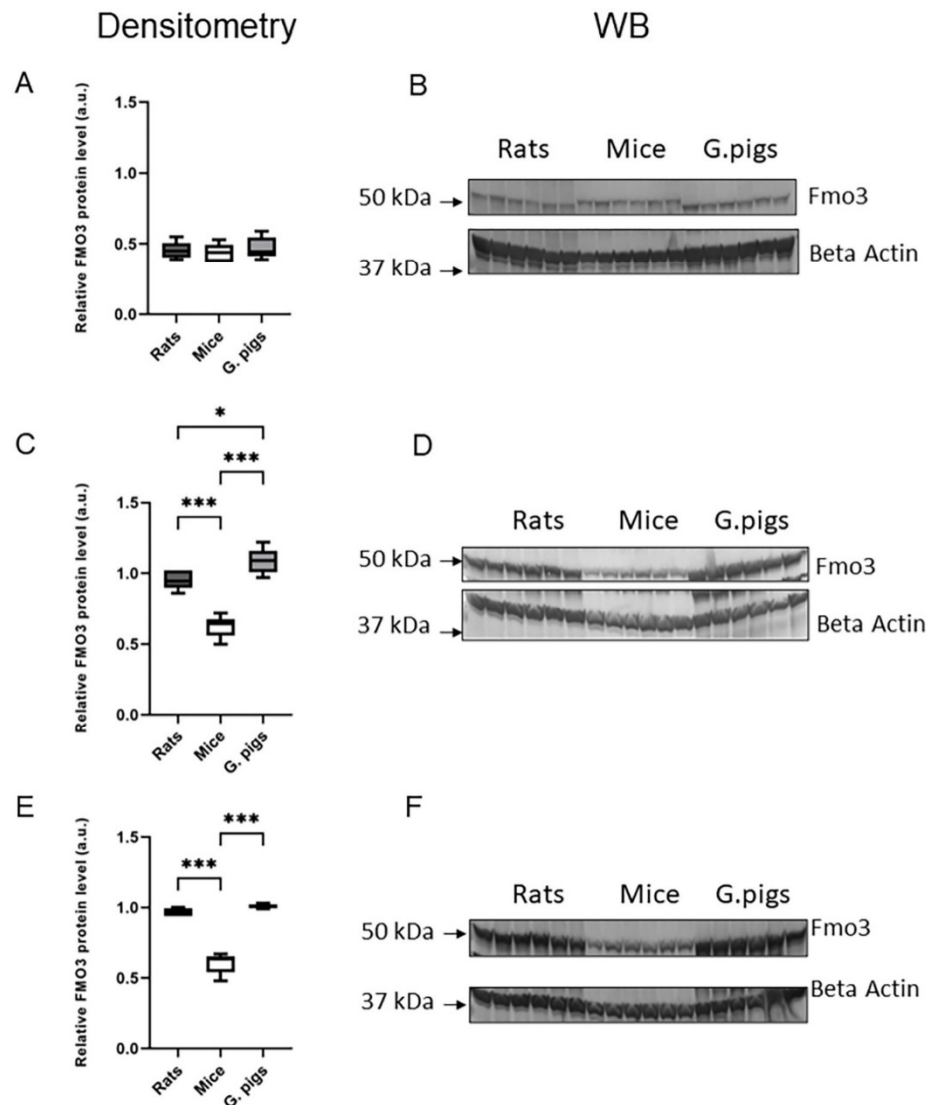 Densitometry
WB
A
Relative FMO3 protein level (a.u.)
1.5
1.0
0.5
0.0
Rats
Mice
G. pigs
B
Rats Mice G.pigs
50 kDa
Fmo3
Beta Actin
37 kDa
C
*
***
***
Relative FMO3 protein level (a.u.)
1.5
1.0
0.5
0.0
Rats
Mice
G. pigs
D
Rats Mice G.pigs
50 kDa
Fmo3
Beta Actin
37 kDa
E
***
***
Relative FMO3 protein level (a.u.)
1.5
1.0
0.5
0.0
Rats
Mice
G. pigs
F
Rats Mice G.pigs
50 kDa
Fmo3
Beta Actin
37 kDa